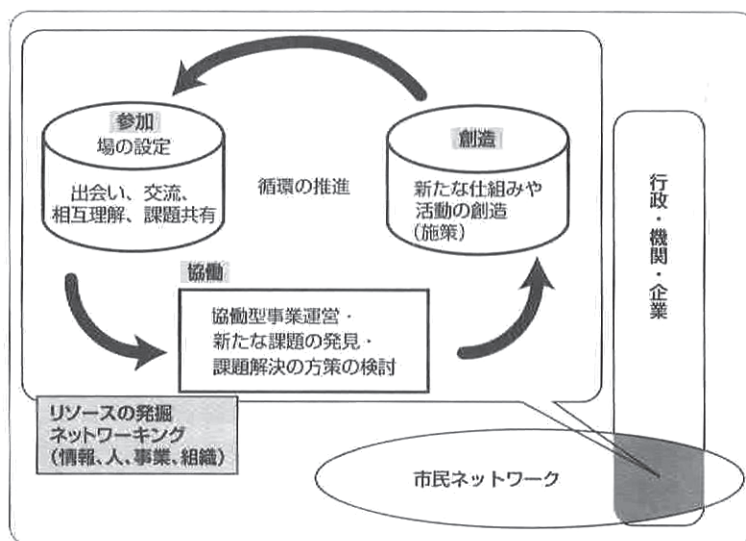 参加
場の設定
出会い、交流、
相互理解、課題共有
循環の推進
創造
新たな仕組みや
活動の創造
(施策)
協働
協働型事業運営・
新たな課題の発見・
課題解決の方策の検討
リソースの発掘
ネットワーキング
(情報、人、事業、組織)
行政・機関・企業
市民ネットワーク